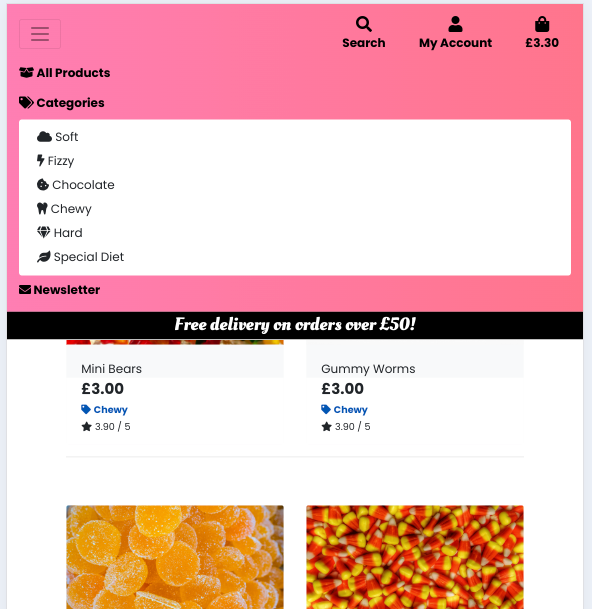 Search
My Account
£3.30
All Products
Categories
Soft
Fizzy
Chocolate
Chewy
Hard
Special Diet
Newsletter
Free delivery on orders over £50!
Mini Bears
£3.00
Chewy
3.90 / 5
Gummy Worms
£3.00
Chewy
3.90 / 5